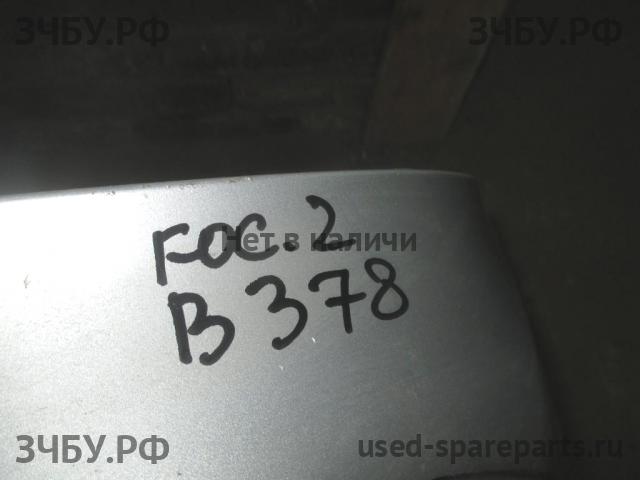 ЗЧБУ.РФ ЗЧБУ.РФ
гос. 2
Нет в наличи
В 378
ЗЧБУ.РФ used-spareparts.ru